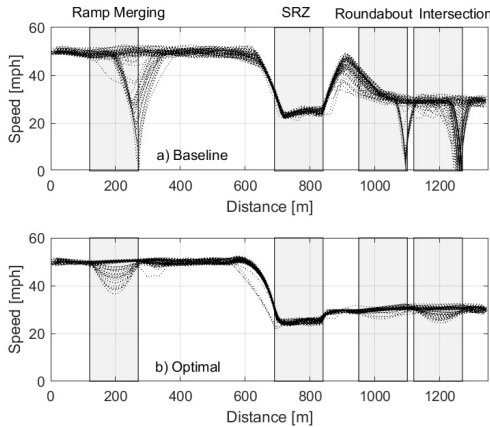 Ramp Merging SRZ Roundabout Intersection
60
40
20
0
Speed [mph]
a) Baseline
0 200 400 600 800 1000 1200
Distance [m]
60
40
20
0
Speed [mph]
b) Optimal
0 200 400 600 800 1000 1200
Distance [m]